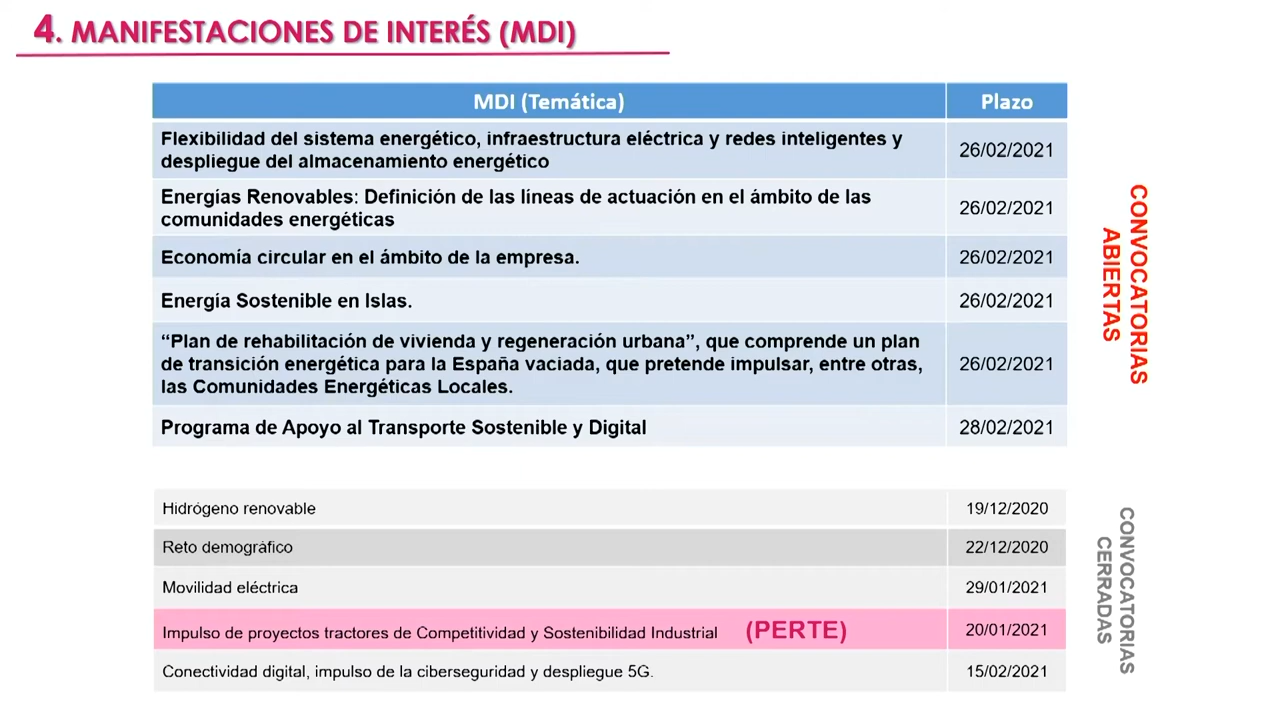 4. MANIFESTACIONES DE INTERÉS (MDI)
MDI (Temática)
Plazo
Flexibilidad del sistema energético, infraestructura eléctrica y redes inteligentes y
despliegue del almacenamiento energético
26/02/2021
Energías Renovables: Definición de las líneas de actuación en el ámbito de las
comunidades energéticas
26/02/2021
Economía circular en el ámbito de la empresa.
26/02/2021
Energía Sostenible en Islas.
26/02/2021
“Plan de rehabilitación de vivienda y regeneración urbana”, que comprende un plan
de transición energética para la España vaciada, que pretende impulsar, entre otras,
las Comunidades Energéticas Locales.
26/02/2021
Programa de Apoyo al Transporte Sostenible y Digital
28/02/2021
CONVOCATORIAS
ABIERTAS
Hidrógeno renovable
19/12/2020
Reto demográfico
22/12/2020
Movilidad eléctrica
29/01/2021
Impulso de proyectos tractores de Competitividad y Sostenibilidad Industrial (PERTE)
20/01/2021
Conectividad digital, impulso de la ciberseguridad y despliegue 5G.
15/02/2021
CONVOCATORIAS
CERRADAS